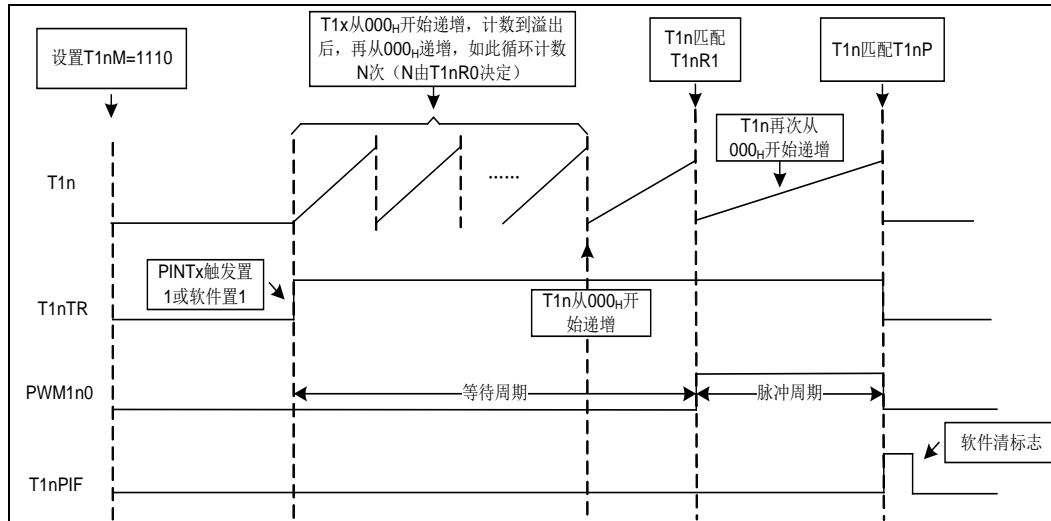 设置T1nM=1110
T1x从000H开始递增，计数到溢出
后，再从000H递增，如此循环计数
N次（N由T1nR0决定）
T1n匹配
T1nR1
T1n匹配T1nP
T1n再次从
000H开始递增
T1n
......
PINTx触发置
1或软件置1
T1nTR
T1n从000H开
始递增
PWM1n0
等待周期
脉冲周期
软件清标志
T1nPIF